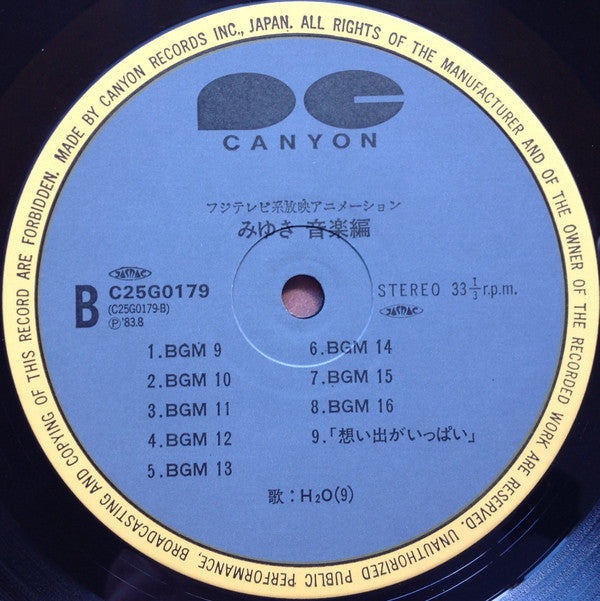 MADE BY CANYON RECORDS INC., JAPAN. ALL RIGHTS OF THE MANUFACTURER AND OF THE OWNER OF THE RECORDED WORK ARE RESERVED. UNAUTHORIZED PUBLIC PERFORMANCE, BROADCASTING AND COPYING OF THIS RECORD ARE FORBIDDEN.
CANYON
フジテレビ系放映アニメーション
みゆき 音楽編
JASRAC
B
C25G0179
(C25G0179-B)
Ⓟ'83.8
STEREO 33 1/3 r.p.m.
JASRAC
1.BGM 9
2.BGM 10
3.BGM 11
4.BGM 12
5.BGM 13
6.BGM 14
7.BGM 15
8.BGM 16
9.「想い出がいっぱい」
歌:H₂O(9)